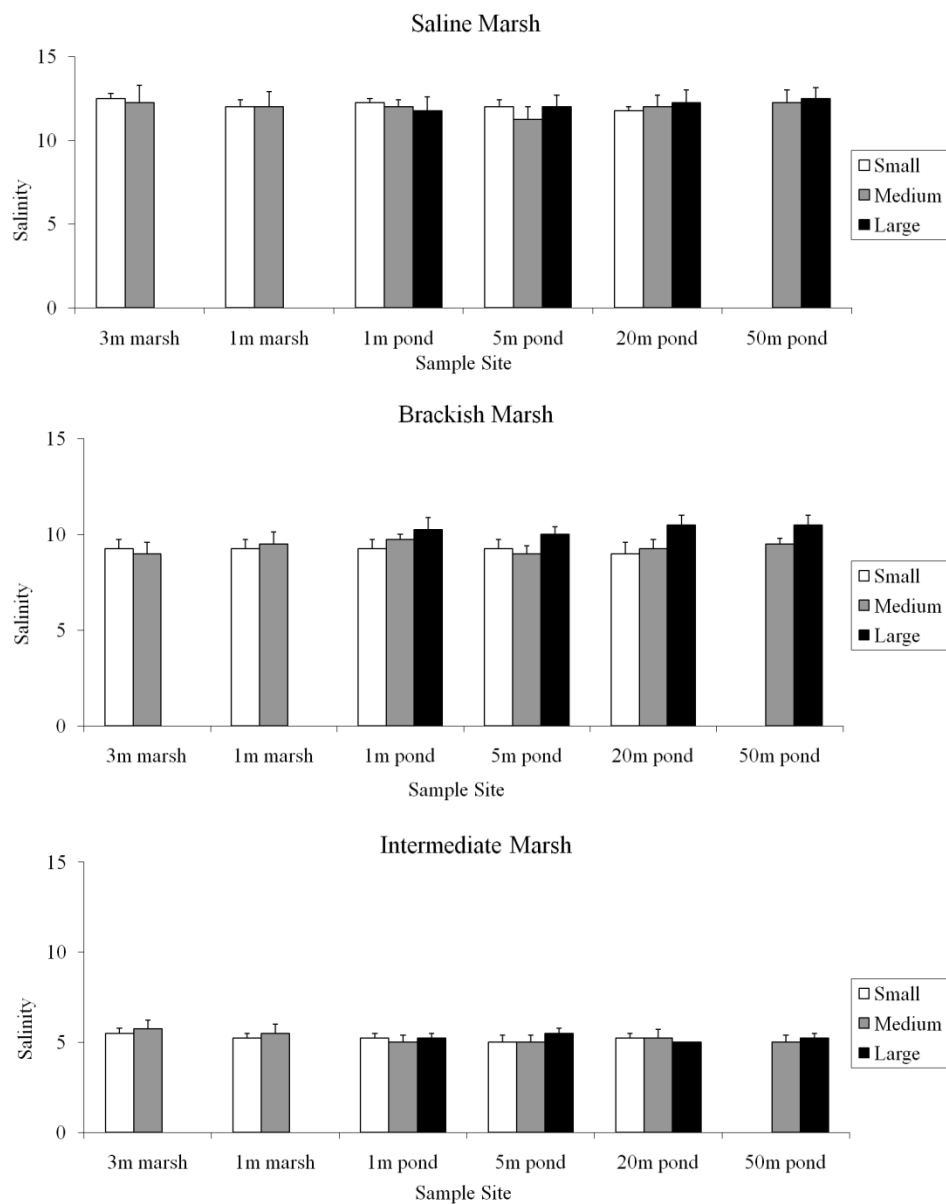 Saline Marsh
15
10
5
0
Salinity
3m marsh 1m marsh 1m pond 5m pond 20m pond 50m pond
Sample Site
Small
Medium
Large
Brackish Marsh
15
10
5
0
Salinity
3m marsh 1m marsh 1m pond 5m pond 20m pond 50m pond
Sample Site
Small
Medium
Large
Intermediate Marsh
15
10
5
0
Salinity
3m marsh 1m marsh 1m pond 5m pond 20m pond 50m pond
Sample Site
Small
Medium
Large